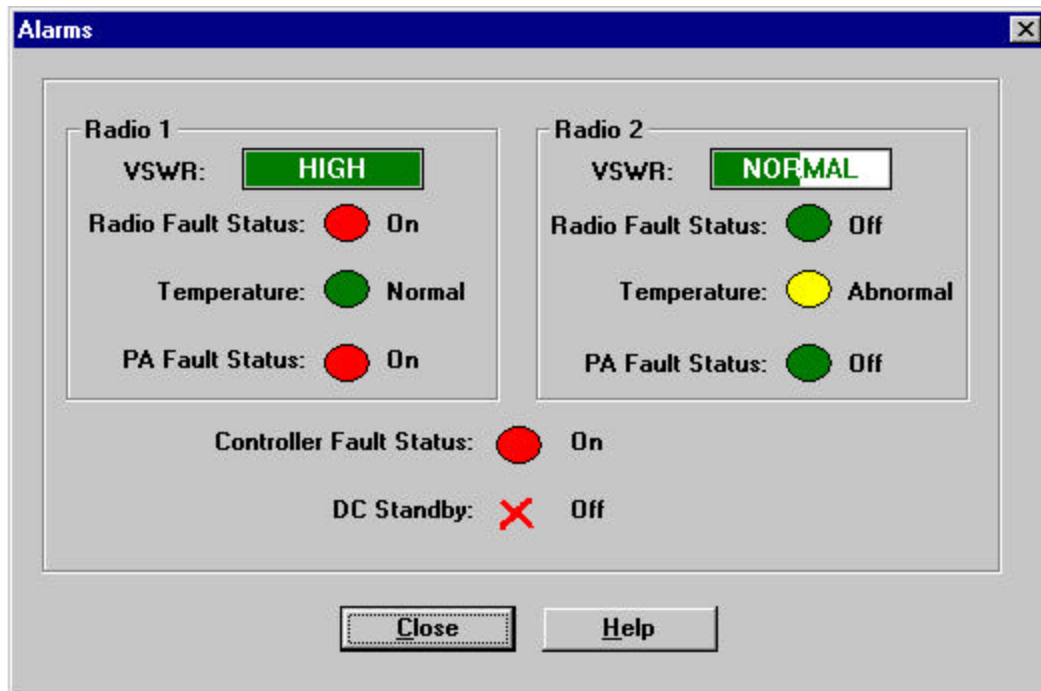 Alarms
Radio 1
VSWR: HIGH
Radio Fault Status: On
Temperature: Normal
PA Fault Status: On
Radio 2
VSWR: NORMAL
Radio Fault Status: Off
Temperature: Abnormal
PA Fault Status: Off
Controller Fault Status: On
DC Standby: Off
Close Help